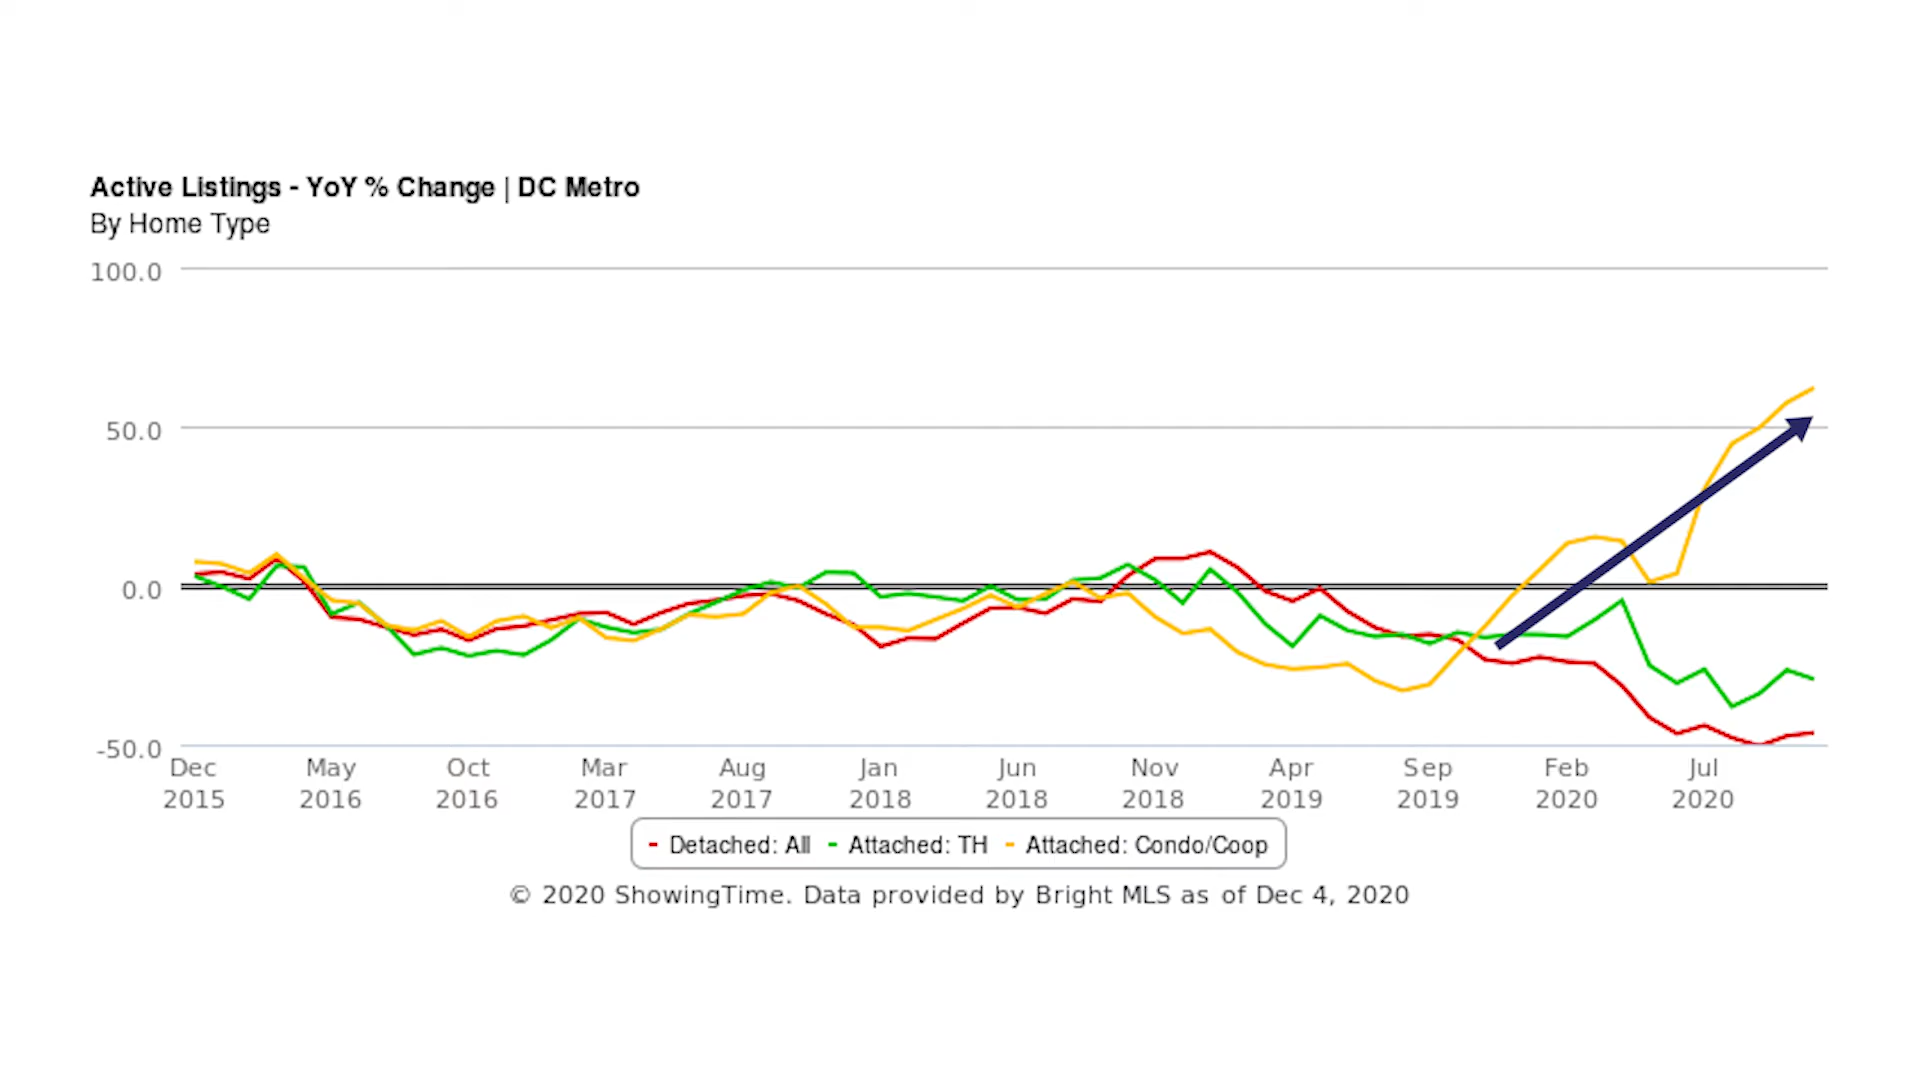 Active Listings - YoY % Change | DC Metro
By Home Type
100.0
50.0
0.0
-50.0
Dec May Oct Mar Aug Jan Jun Nov Apr Sep Feb Jul
2015 2016 2016 2017 2017 2018 2018 2018 2019 2019 2020 2020
Detached: All Attached: TH Attached: Condo/Coop
© 2020 ShowingTime. Data provided by Bright MLS as of Dec 4, 2020